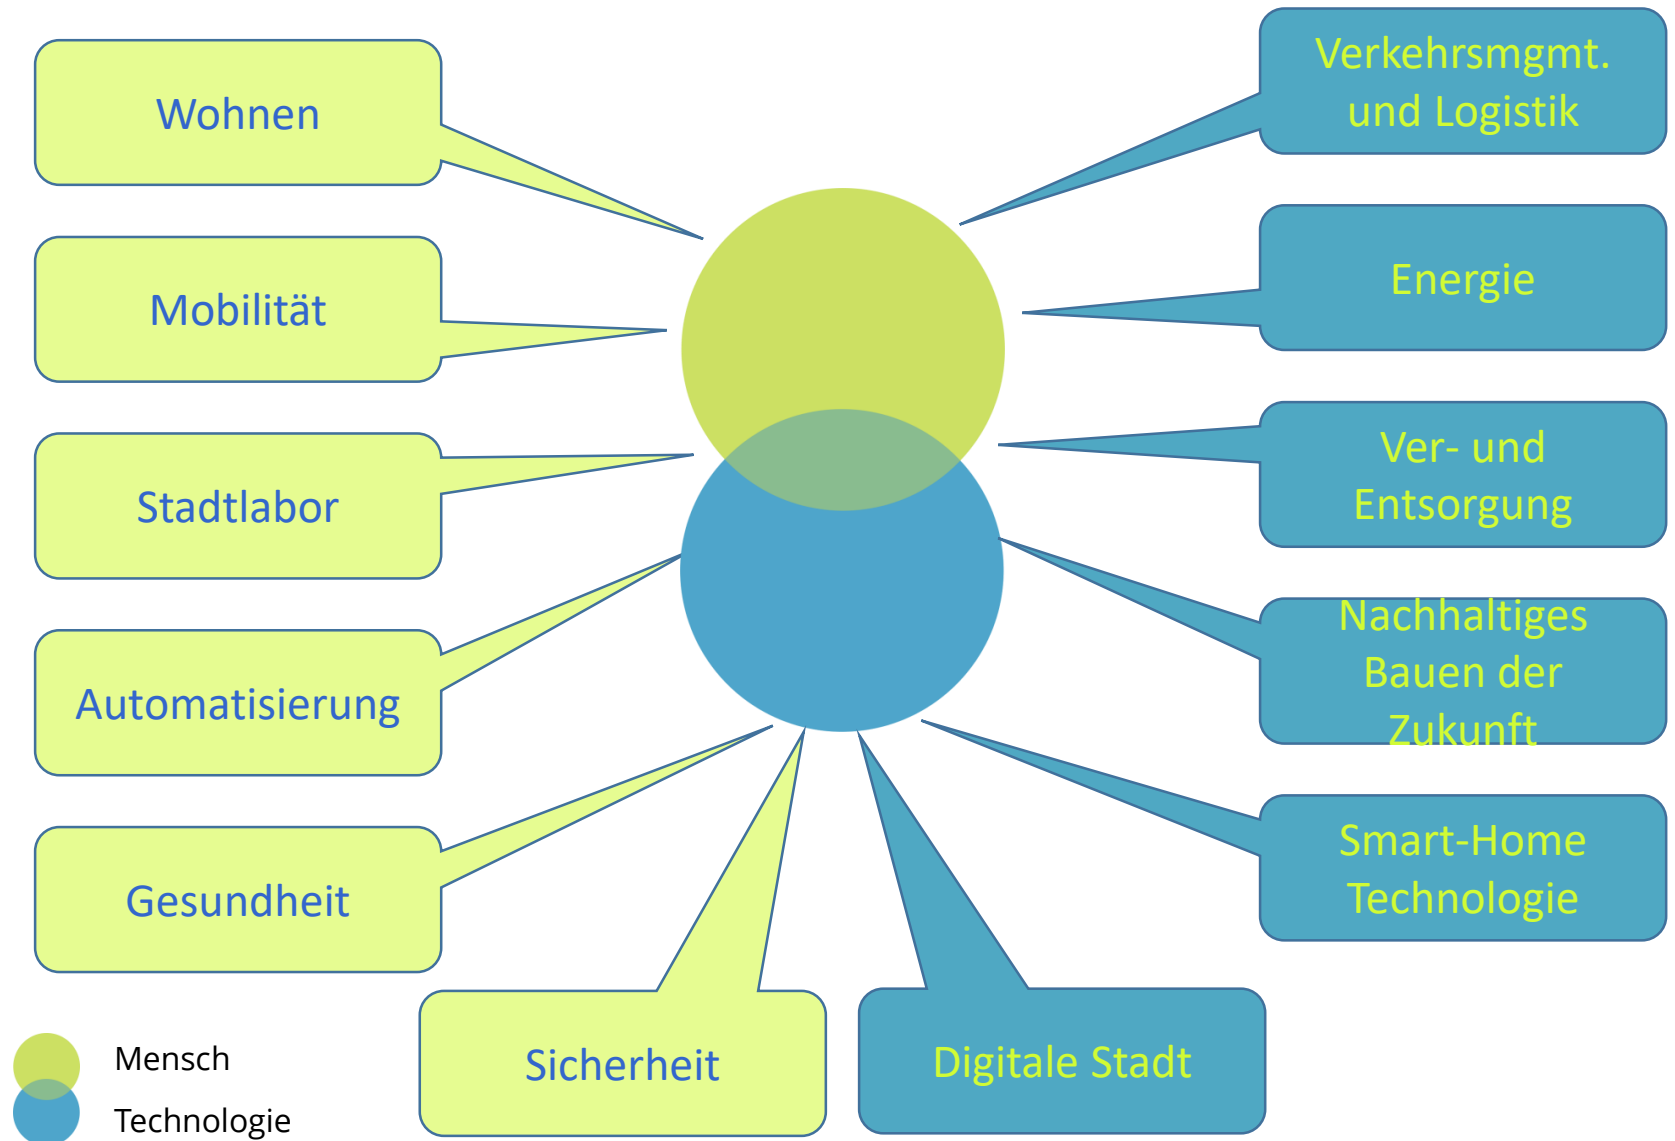 Wohnen
Mobilität
Stadtlabor
Automatisierung
Gesundheit
Sicherheit
Verkehrsmgmt.
und Logistik
Energie
Ver- und
Entsorgung
Nachhaltiges
Bauen der
Zukunft
Smart-Home
Technologie
Digitale Stadt
Mensch
Technologie